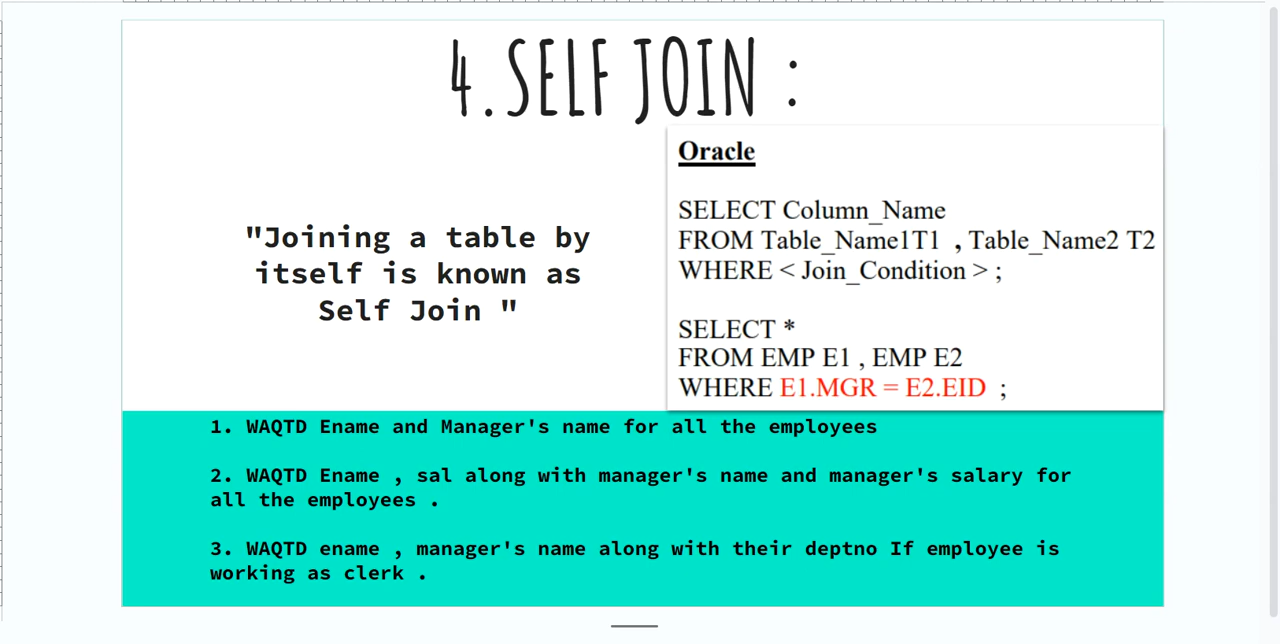 4.SELF JOIN :
"Joining a table by
itself is known as
Self Join "
Oracle
SELECT Column_Name
FROM Table_Name1T1 , Table_Name2 T2
WHERE < Join_Condition > ;
SELECT *
FROM EMP E1 , EMP E2
WHERE E1.MGR = E2.EID ;
1. WAQTD Ename and Manager's name for all the employees
2. WAQTD Ename , sal along with manager's name and manager's salary for
all the employees .
3. WAQTD ename , manager's name along with their deptno If employee is
working as clerk .